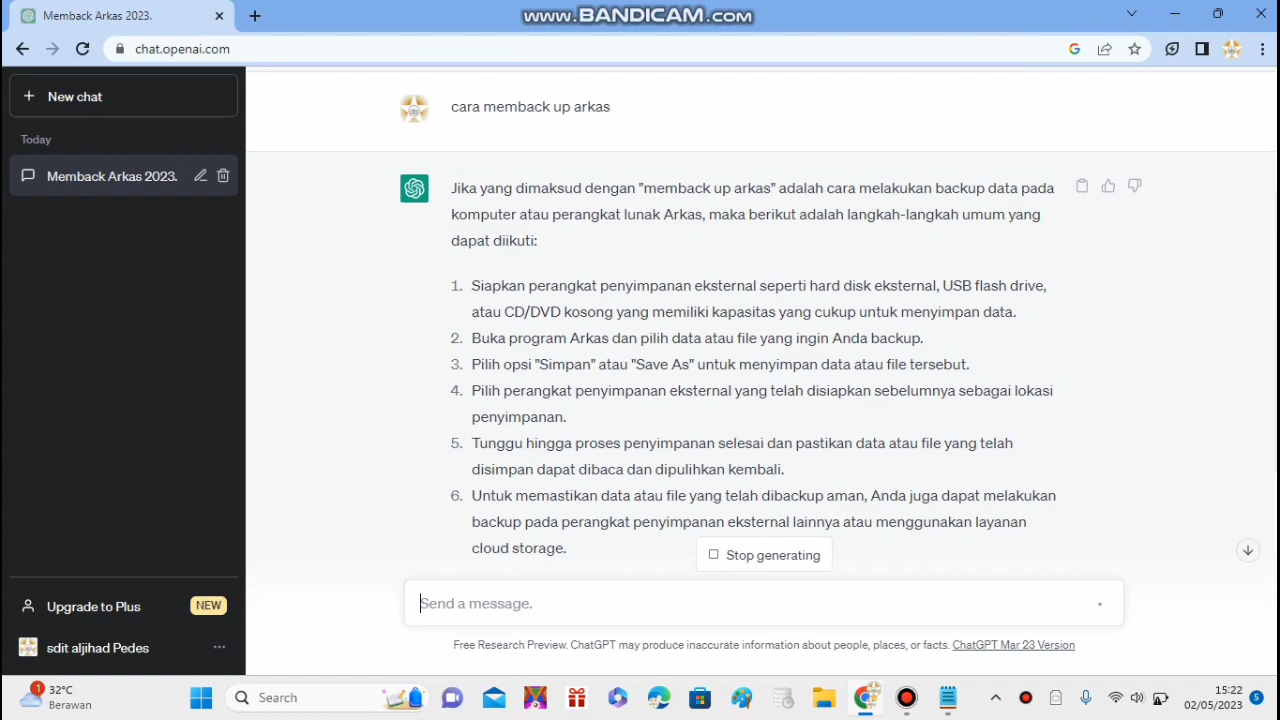 Memback Arkas 2023.
www.BANDICAM.com
chat.openai.com
New chat
Today
Memback Arkas 2023.
cara memback up arkas
Jika yang dimaksud dengan "memback up arkas" adalah cara melakukan backup data pada
komputer atau perangkat lunak Arkas, maka berikut adalah langkah-langkah umum yang
dapat diikuti:
1. Siapkan perangkat penyimpanan eksternal seperti hard disk eksternal, USB flash drive,
atau CD/DVD kosong yang memiliki kapasitas yang cukup untuk menyimpan data.
2. Buka program Arkas dan pilih data atau file yang ingin Anda backup.
3. Pilih opsi "Simpan" atau "Save As" untuk menyimpan data atau file tersebut.
4. Pilih perangkat penyimpanan eksternal yang telah disiapkan sebelumnya sebagai lokasi
penyimpanan.
5. Tunggu hingga proses penyimpanan selesai dan pastikan data atau file yang telah
disimpan dapat dibaca dan dipulihkan kembali.
6. Untuk memastikan data atau file yang telah dibackup aman, Anda juga dapat melakukan
backup pada perangkat penyimpanan eksternal lainnya atau menggunakan layanan
cloud storage.
Stop generating
Send a message.
Free Research Preview. ChatGPT may produce inaccurate information about people, places, or facts. ChatGPT Mar 23 Version
Upgrade to Plus
NEW
sdit aljihad Pedes
1
32°C
Berawan
Search
15:22
02/05/2023
5